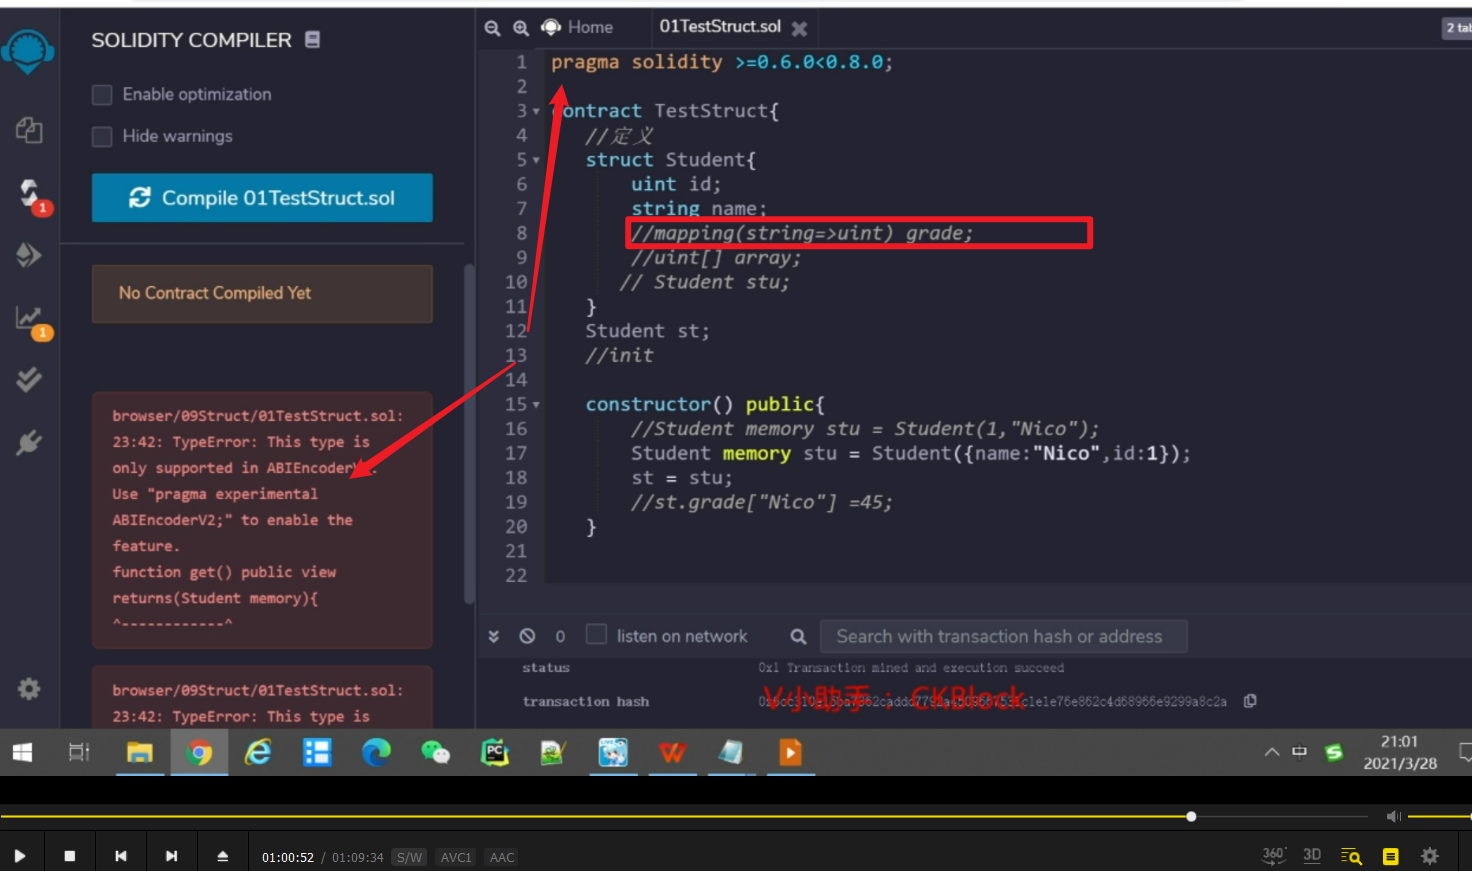 SOLIDITY COMPILER
Enable optimization
Hide warnings
Compile 01TestStruct.sol
No Contract Compiled Yet
browser/09Struct/01TestStruct.sol:
23:42: TypeError: This type is
only supported in ABIEncoderV
Use "pragma experimental
ABIEncoderV2;" to enable the
feature.
function get() public view
returns(Student memory){
^------------^
browser/09Struct/01TestStruct.sol:
23:42: TypeError: This type is
1
1
Home
01TestStruct.sol
2 tab
1 pragma solidity >=0.6.0<0.8.0;
2
3 contract TestStruct{
4 //定义
5 struct Student{
6 uint id;
7 string name;
8 //mapping(string=>uint) grade;
9 //uint[] array;
10 // Student stu;
11 }
12 Student st;
13 //init
14
15 constructor() public{
16 //Student memory stu = Student(1,"Nico");
17 Student memory stu = Student({name:"Nico",id:1});
18 st = stu;
19 //st.grade["Nico"] =45;
20 }
21
22
0 listen on network Search with transaction hash or address
status 0x1 Transaction mined and execution succeed
transaction hash
V小助手：CKBlock
PC
中
21:01
2021/3/28
01:00:52 / 01:09:34 S/W AVC1 AAC
360° 3D